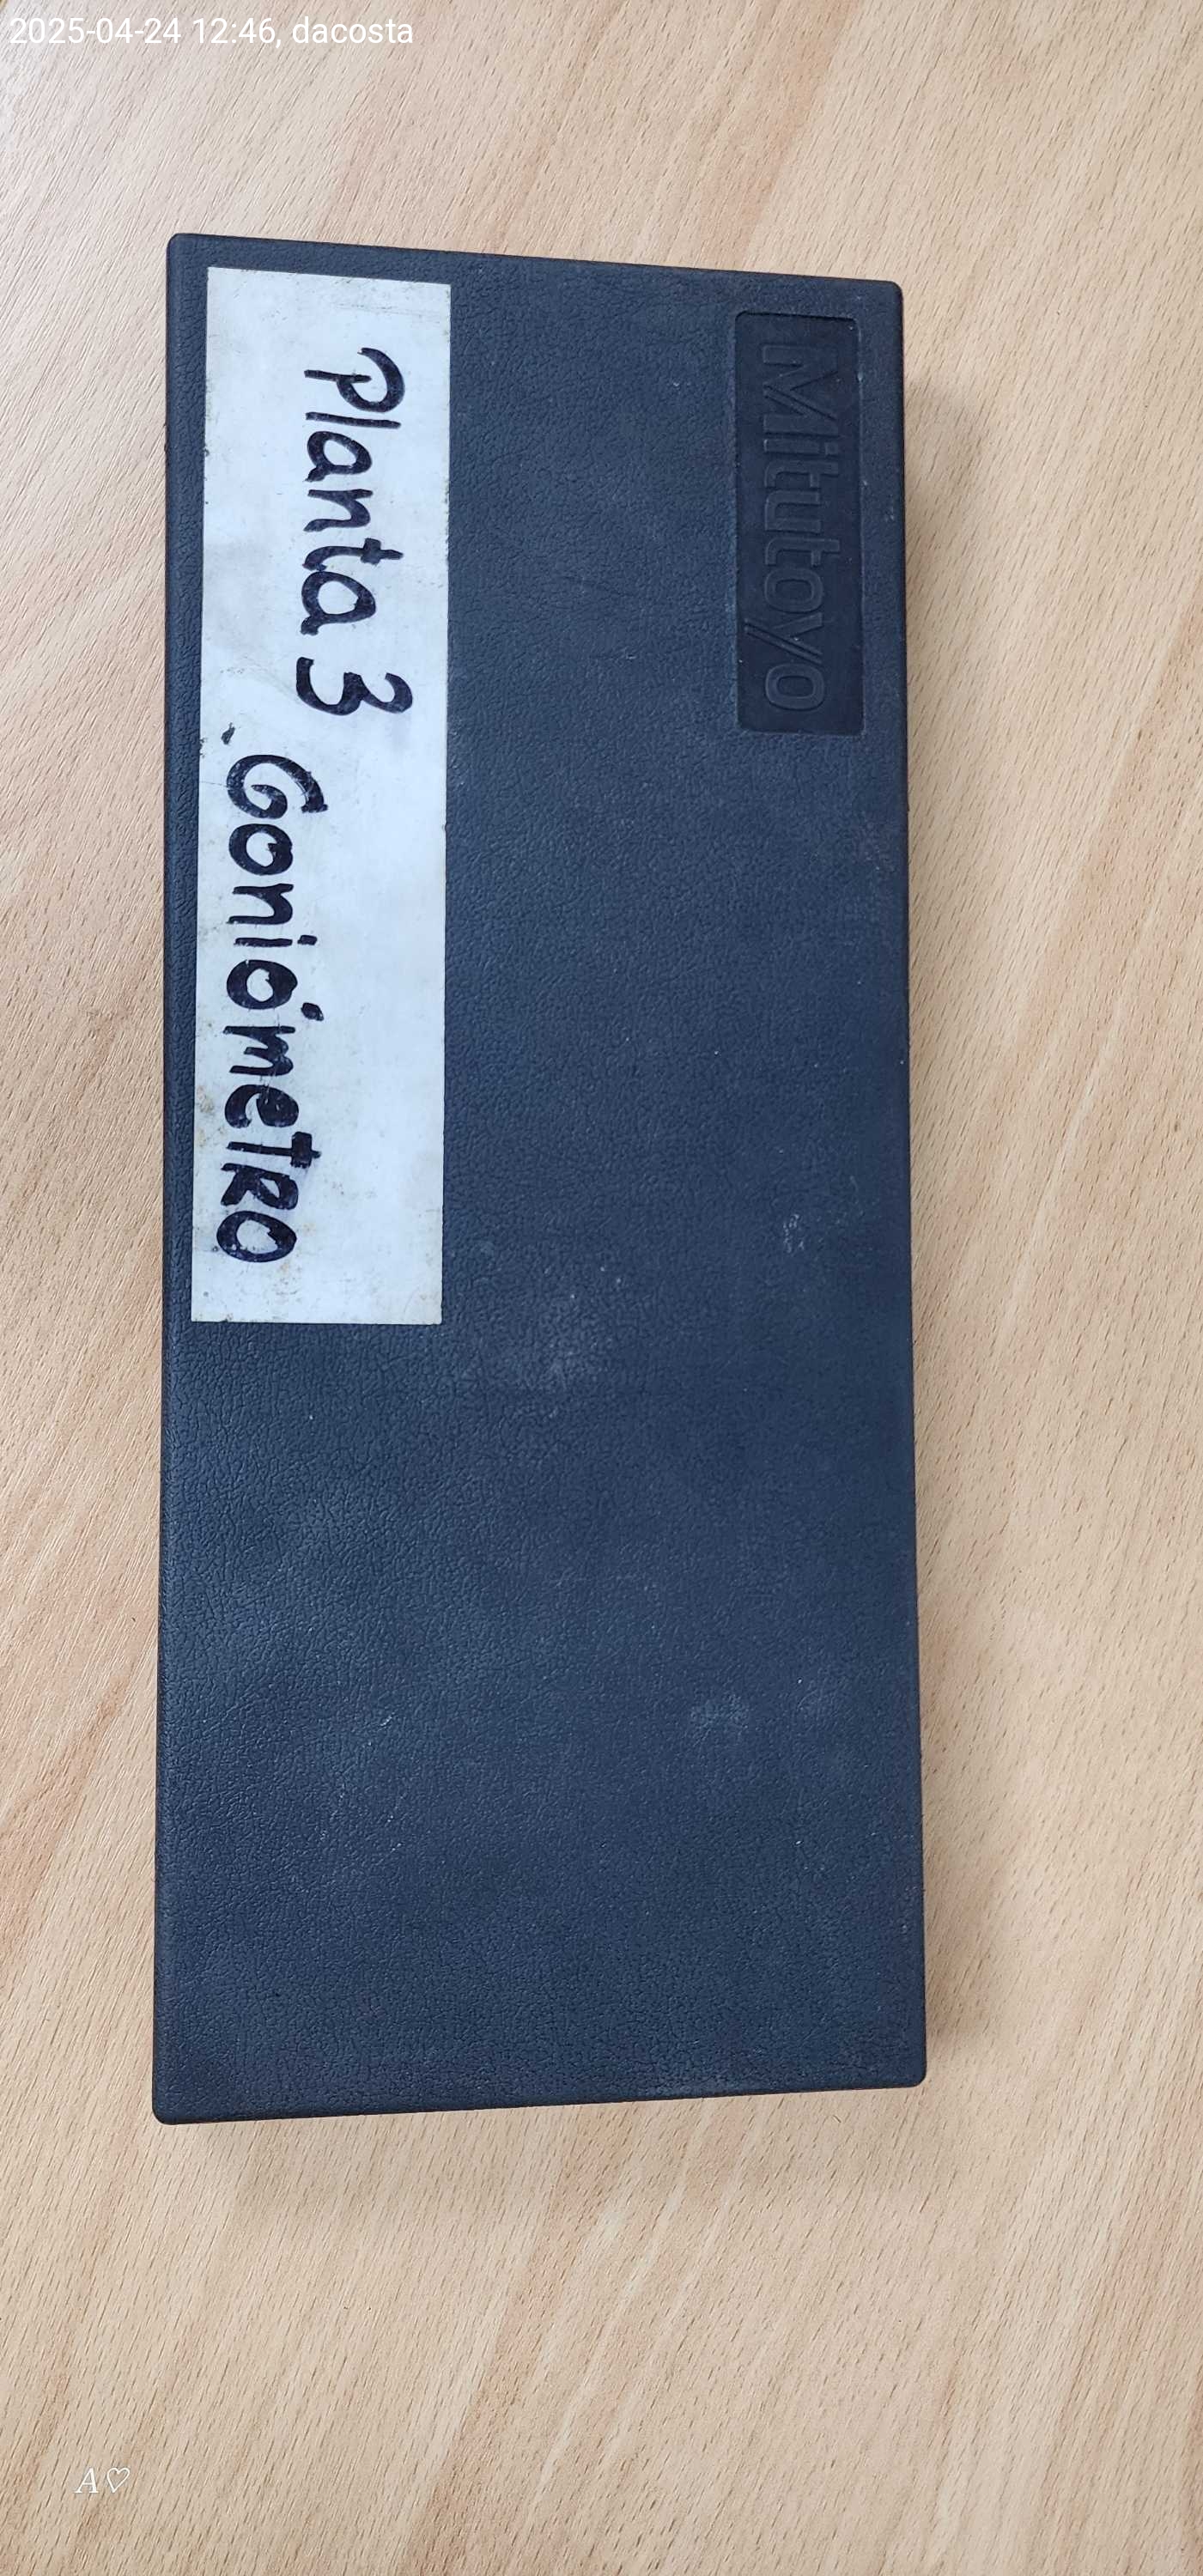 2025-04-24 12:46, dacosta
Mitutoyo
Planta 3
Goniómetro
A♡